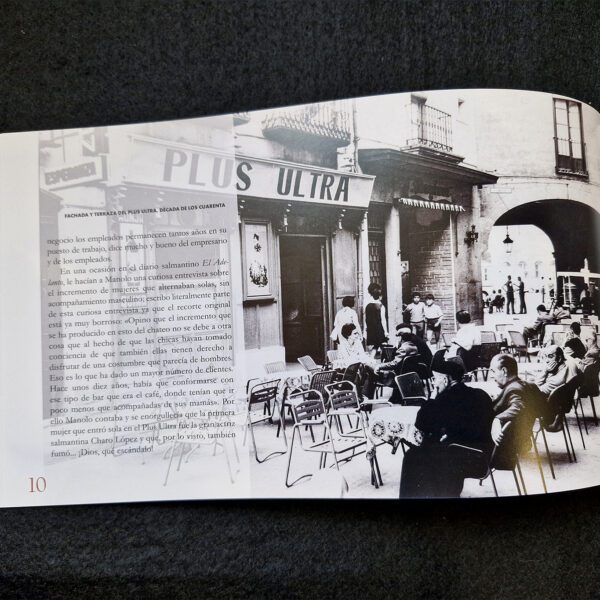 ESPERANZA
PLUS ULTRA
FACHADA Y TERRAZA DEL PLUS ULTRA. DÉCADA DE LOS CUARENTA
negocio los empleados permanecen tantos años en su
puesto de trabajo, dice mucho y bueno del empresario
y de los empleados.
En una ocasión en el diario salmantino El Ade-
lanto, le hacían a Manolo una curiosa entrevista sobre
el incremento de mujeres que alternaban solas, sin
acompañamiento masculino; escribo literalmente parte
de esta curiosa entrevista ya que el recorte original
está ya muy borroso: «Opino que el incremento que
se ha producido en esto del chateo no se debe a otra
cosa que al hecho de que las chicas hayan tomado
conciencia de que también ellas tienen derecho a
disfrutar de una costumbre que parecía de hombres.
Eso es lo que ha dado un mayor número de clientes.
Hace unos diez años, había que conformarse con
ese tipo de bar que era el café, donde tenían que ir
poco menos que acompañadas de sus mamás». Por
ello Manolo contaba y se enorgullecía que la primera
mujer que entró sola en el Plus Ultra fue la gran actriz
salmantina Charo López y que, por lo visto, también
fumó... ¡Dios, qué escándalo!
10